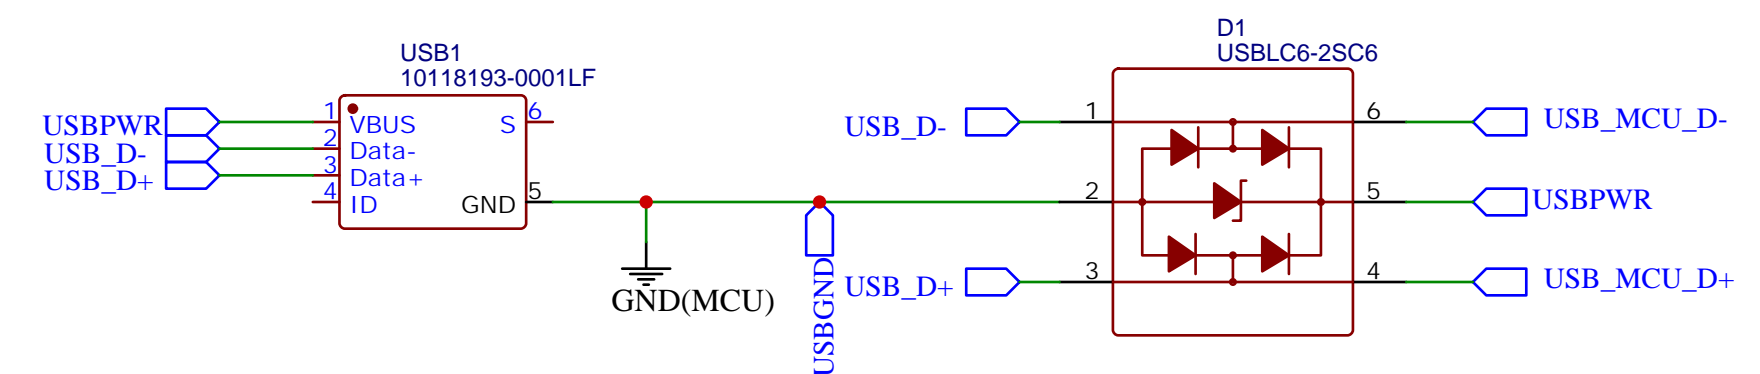 USB1
10118193-0001LF
USBPWR
USB_D-
USB_D+
1
2
3
4
VBUS
Data-
Data+
ID
S
GND
6
5
GND(MCU)
USBGND
D1
USBLC6-2SC6
USB_D-
1
6
USB_MCU_D-
2
5
USBPWR
USB_D+
3
4
USB_MCU_D+